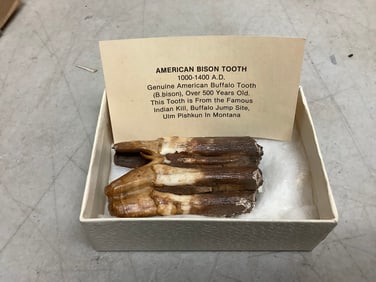 AMERICAN BISON TOOTH
1000-1400 A.D.
Genuine American Buffalo Tooth
(B.bison), Over 500 Years Old.
This Tooth is From the Famous
Indian Kill, Buffalo Jump Site,
Ulm Pishkun In Montana